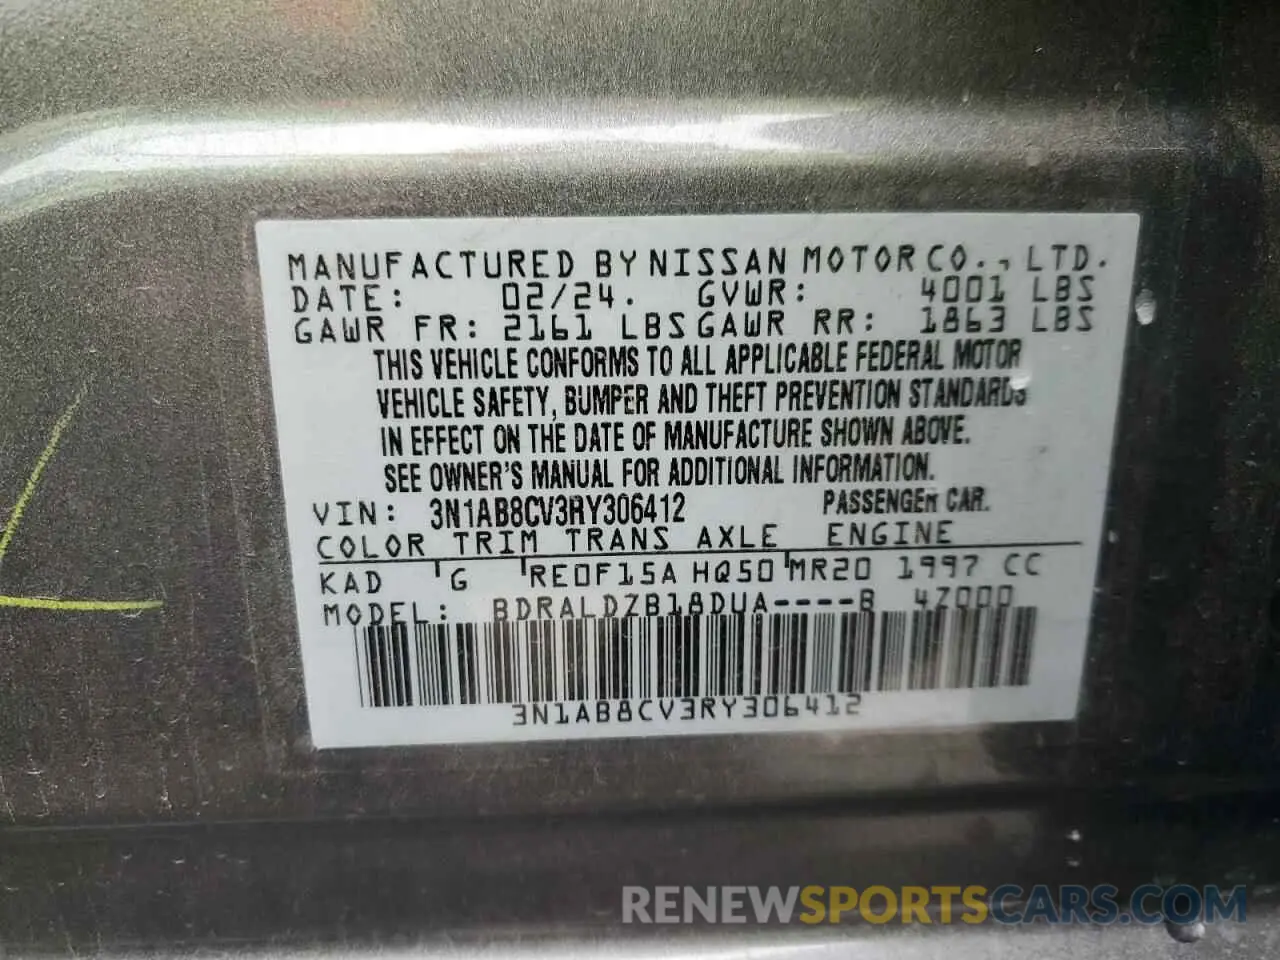 MANUFACTURED BY NISSAN MOTOR CO., LTD.
DATE: 02/24. GVWR: 4001 LBS
GAWR FR: 2161 LBS GAWR RR: 1863 LBS
THIS VEHICLE CONFORMS TO ALL APPLICABLE FEDERAL MOTOR
VEHICLE SAFETY, BUMPER AND THEFT PREVENTION STANDARDS
IN EFFECT ON THE DATE OF MANUFACTURE SHOWN ABOVE.
SEE OWNER'S MANUAL FOR ADDITIONAL INFORMATION.
VIN: 3N1AB8CV3RY306412 PASSENGER CAR.
COLOR TRIM TRANS AXLE ENGINE
KAD G RE0F15A HQ50 MR20 1997 CC
MODEL: BDRALDZB18DUA----B 4Z000
3N1AB8CV3RY306412
RENEWSPORTSCARS.COM